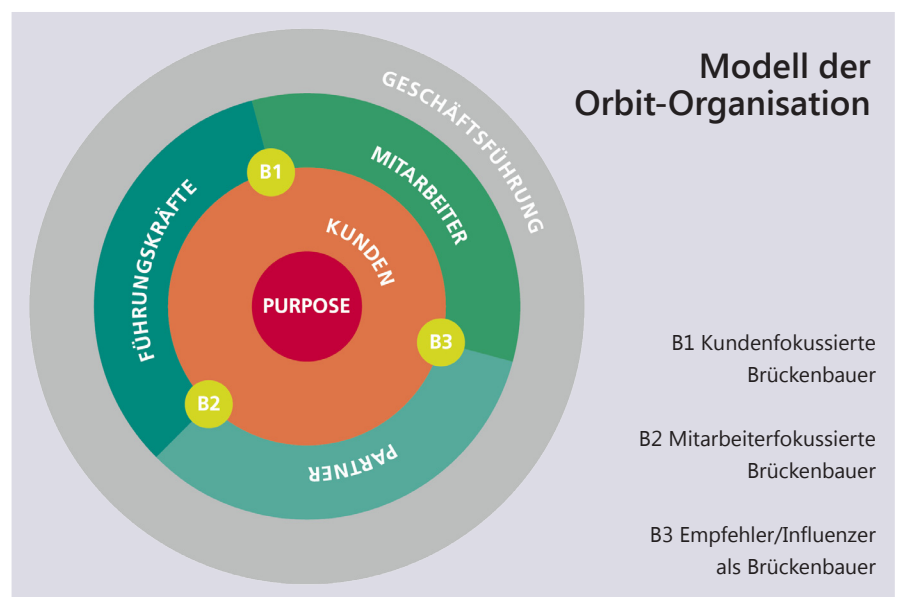 Modell der
Orbit-Organisation
GESCHÄFTSFÜHRUNG
MITARBEITER
FÜHRUNGSKRÄFTE
KUNDEN
PURPOSE
PARTNER
B1
B3
B2
B1 Kundenfokussierte
Brückenbauer
B2 Mitarbeiterfokussierte
Brückenbauer
B3 Empfehler/Influenzer
als Brückenbauer